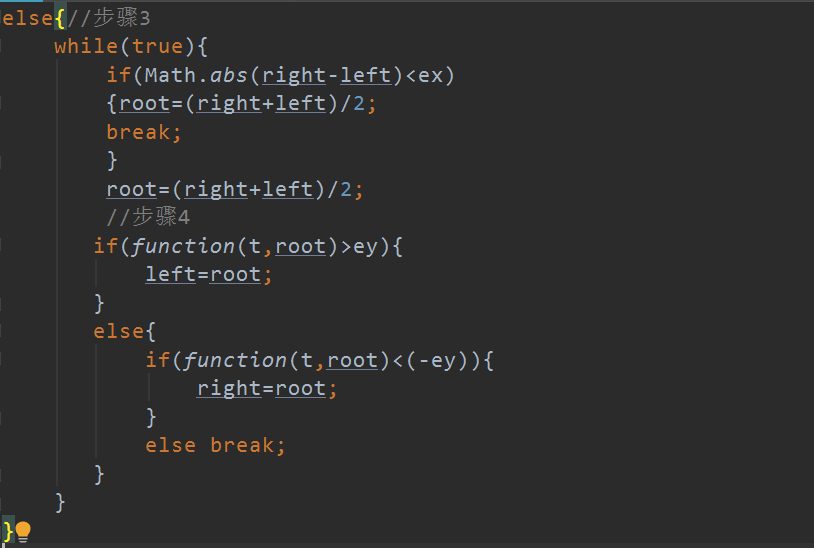 else{//步骤3
while(true){
if(Math.abs(right-left)<ex)
{root=(right+left)/2;
break;
}
root=(right+left)/2;
//步骤4
if(function(t,root)>ey){
left=root;
}
else{
if(function(t,root)<(-ey)){
right=root;
}
else break;
}
}
}